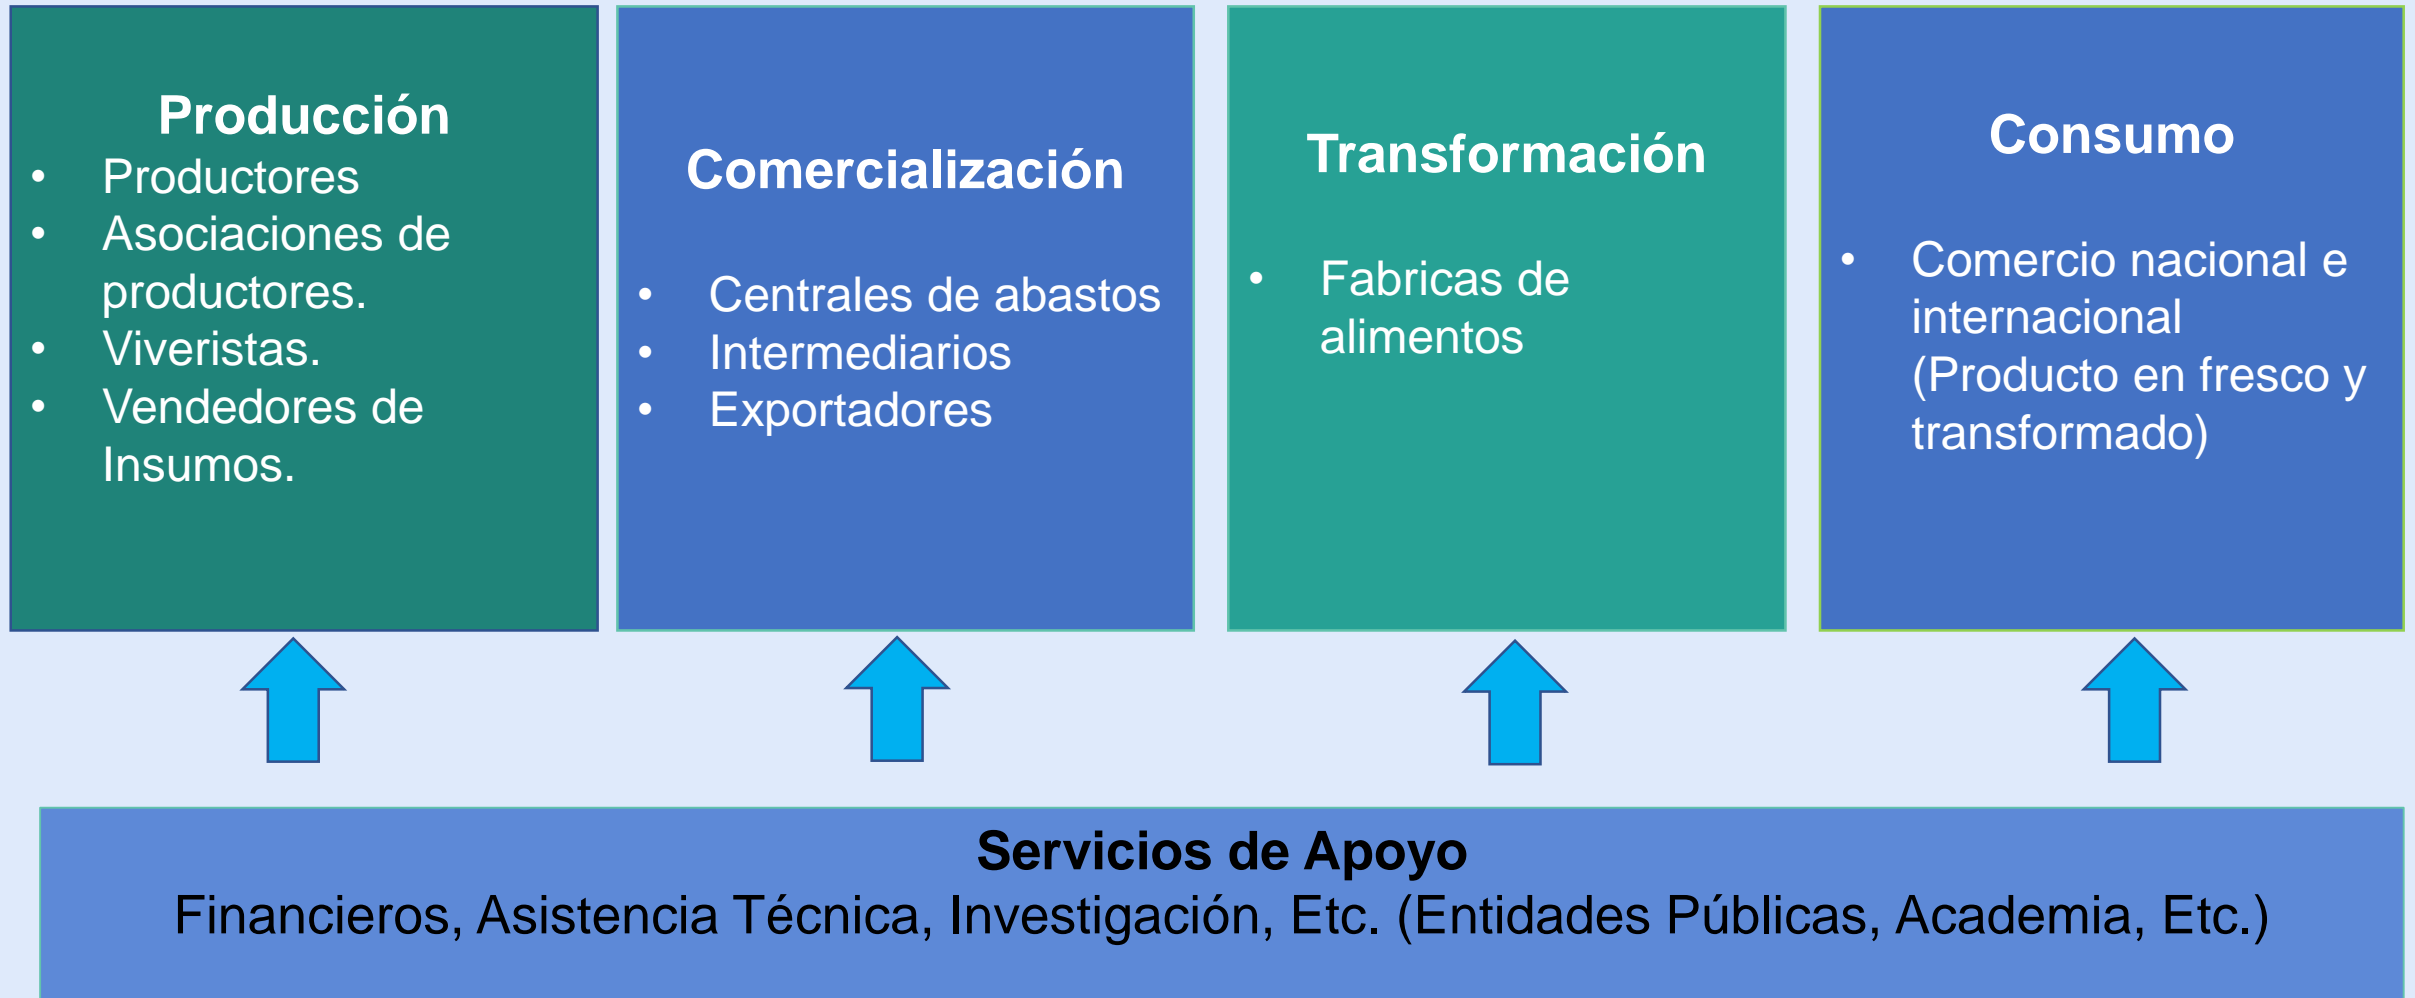 Producción
• Productores
• Asociaciones de
productores.
• Viveristas.
• Vendedores de
Insumos.
Comercialización
• Centrales de abastos
• Intermediarios
• Exportadores
Transformación
• Fabricas de
alimentos
Consumo
• Comercio nacional e
internacional
(Producto en fresco y
transformado)
Servicios de Apoyo
Financieros, Asistencia Técnica, Investigación, Etc. (Entidades Públicas, Academia, Etc.)